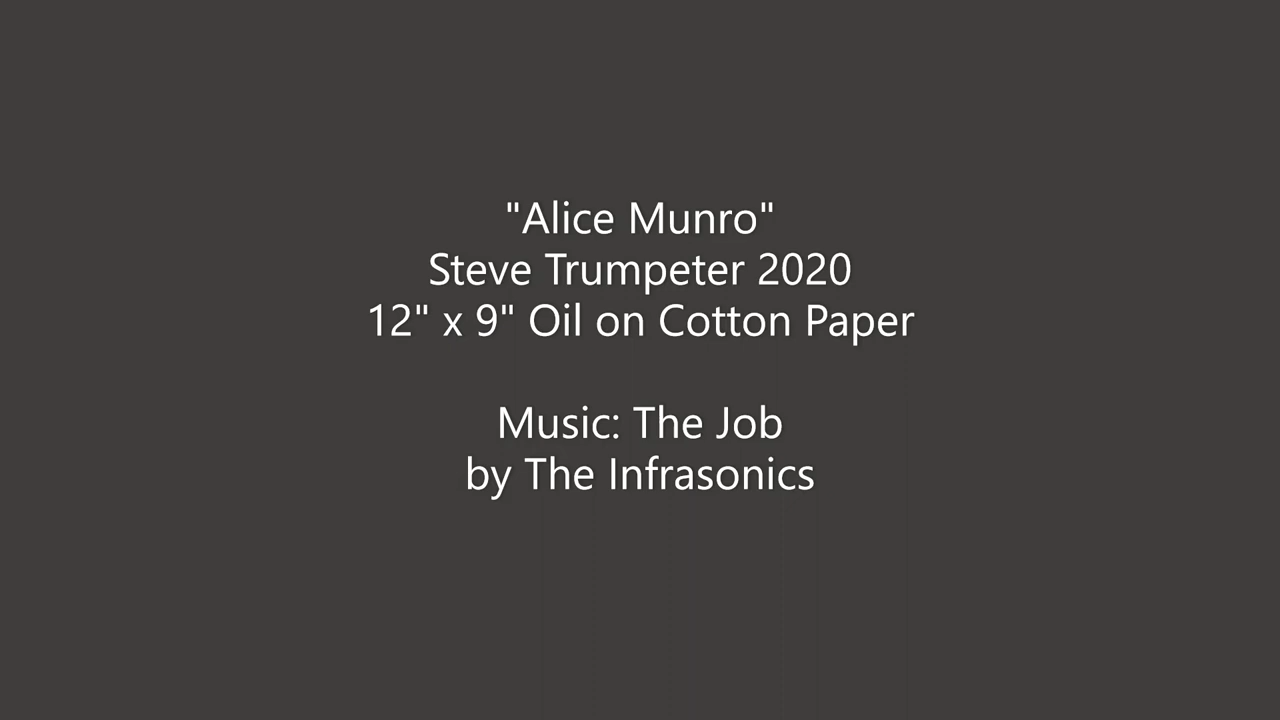 "Alice Munro"
Steve Trumpeter 2020
12" x 9" Oil on Cotton Paper
Music: The Job
by The Infrasonics